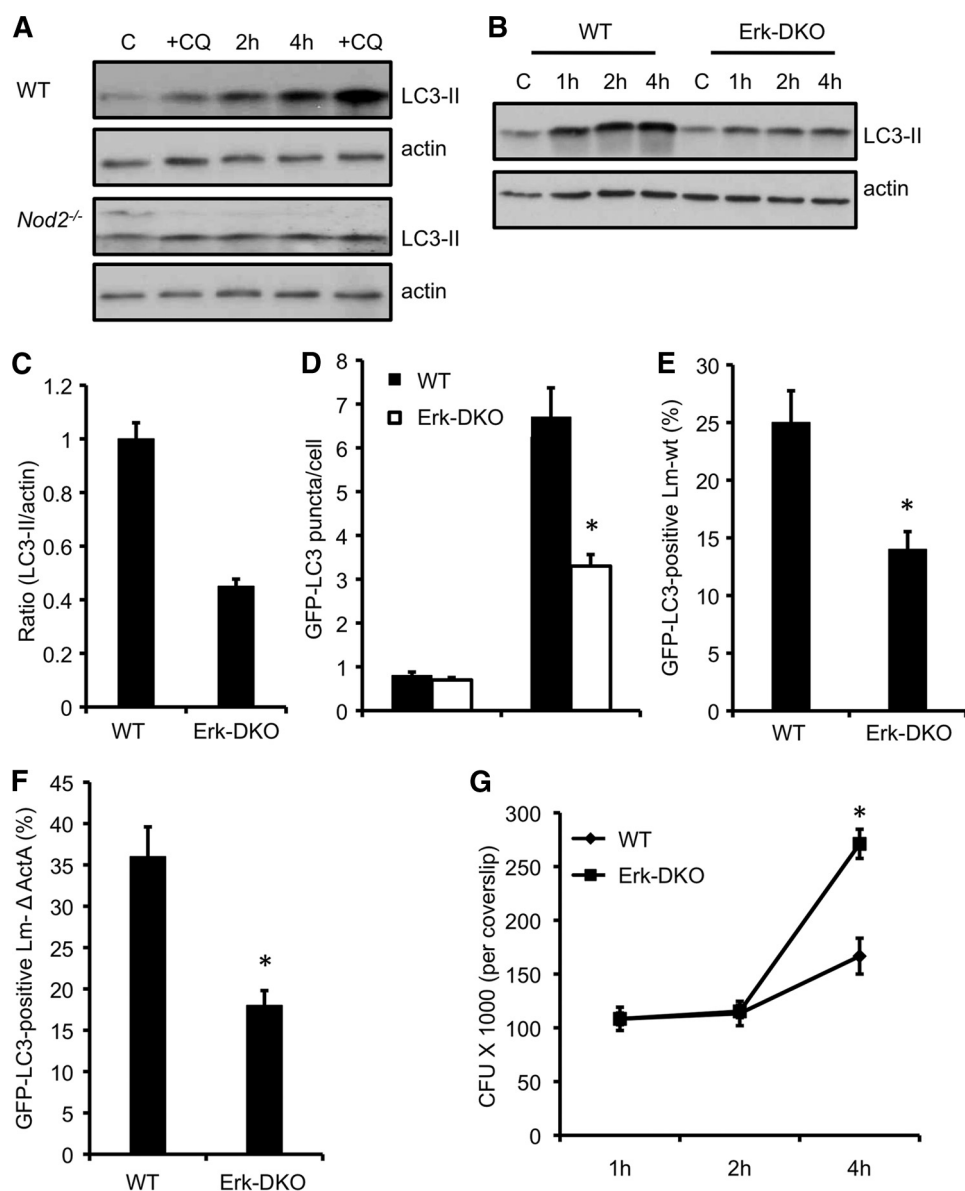 A
C +CQ 2h 4h +CQ
WT
LC3-II
actin
Nod2-/-
LC3-II
actin
B
WT Erk-DKO
C 1h 2h 4h C 1h 2h 4h
LC3-II
actin
C
Ratio (LC3-II/actin)
1.2
1
0.8
0.6
0.4
0.2
0
WT Erk-DKO
D
GFP-LC3 puncta/cell
8
7
6
5
4
3
2
1
0
WT
Erk-DKO
*
E
GFP-LC3-positive Lm-wt (%)
30
25
20
15
10
5
0
*
WT Erk-DKO
F
GFP-LC3-positive Lm- Δ ActA (%)
45
40
35
30
25
20
15
10
5
0
*
WT Erk-DKO
G
CFU X 1000 (per coverslip)
300
250
200
150
100
50
0
WT
Erk-DKO
*
1h 2h 4h